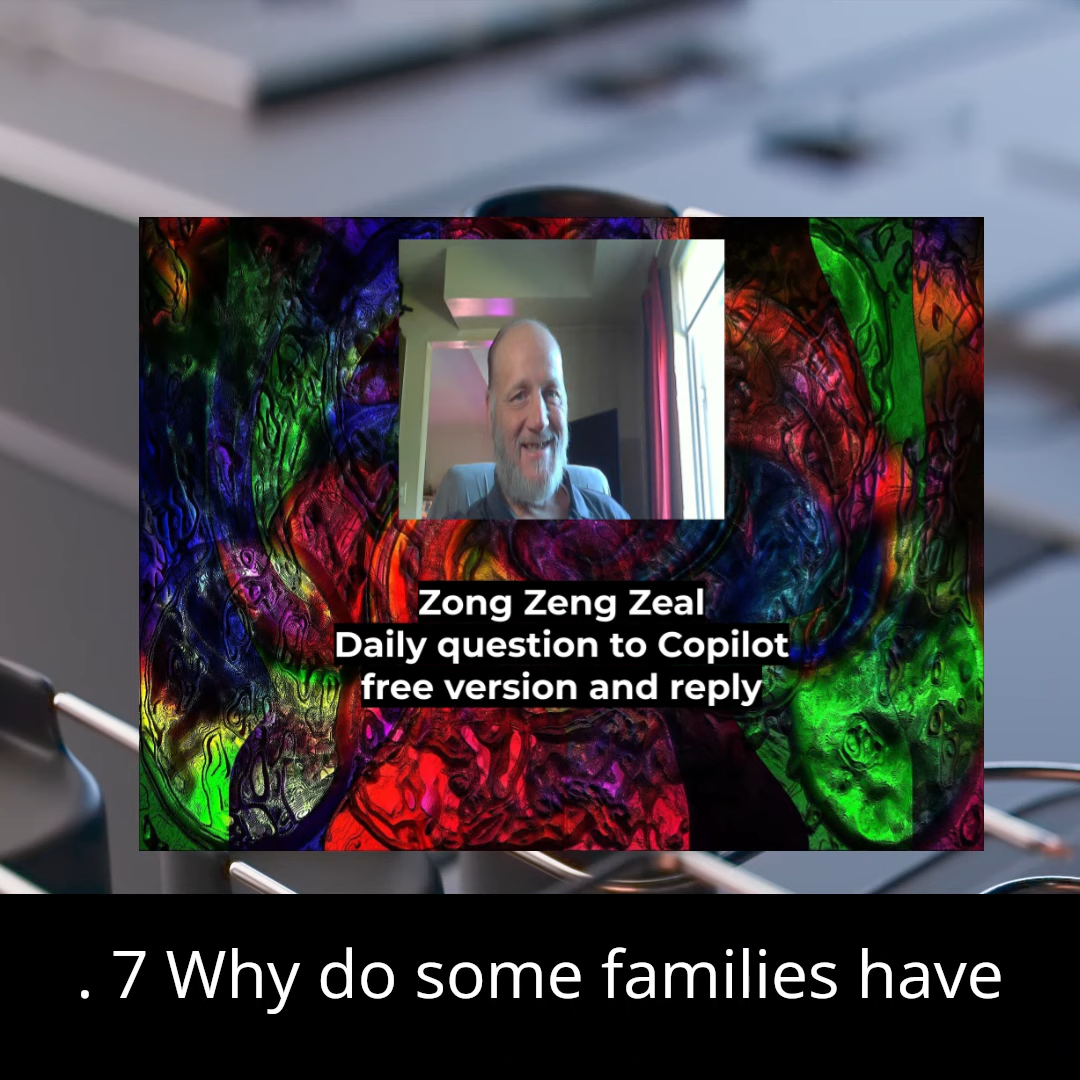 Zong Zeng Zeal
Daily question to Copilot
free version and reply
. 7 Why do some families have